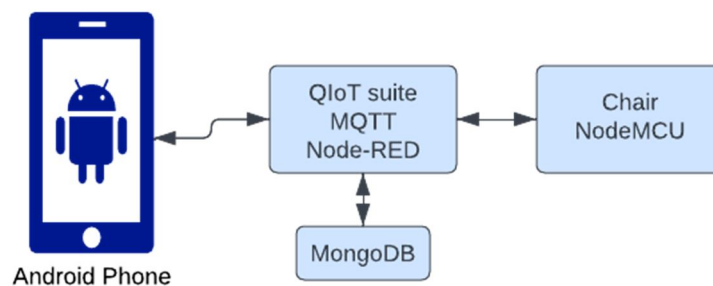 QIoT suite
MQTT
Node-RED
Chair
NodeMCU
MongoDB
Android Phone